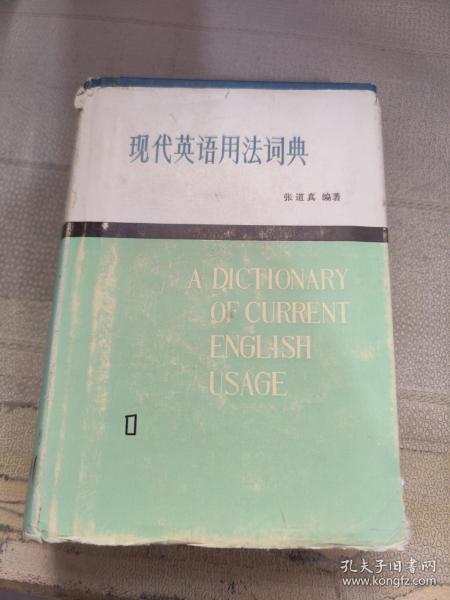 现代英语用法词典
张道真 编著
A DICTIONARY
OF CURRENT
ENGLISH
USAGE
1
孔夫子旧书网
www.kongfz.com